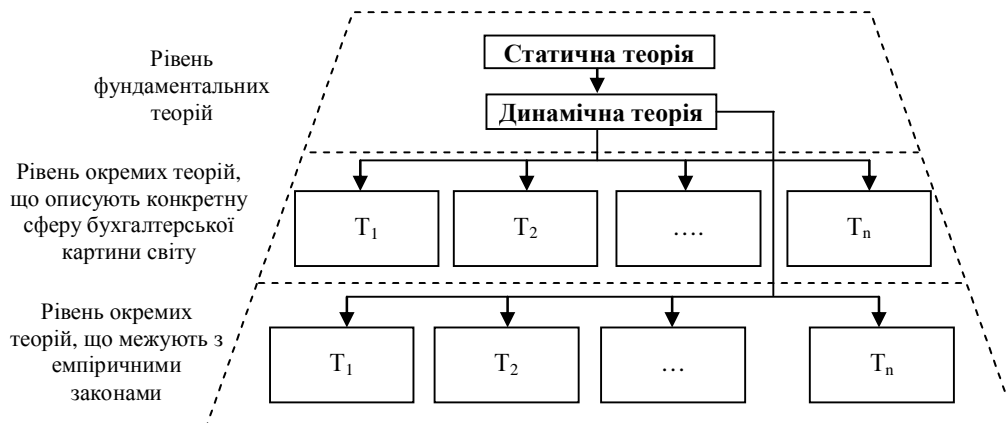 Рівень
фундаментальних
теорій
Статична теорія
Динамічна теорія
Рівень окремих теорій,
що описують конкретну
сферу бухгалтерської
картини світу
T1
T2
….
Tn
Рівень окремих
теорій, що межують з
емпіричними
законами
T1
T2
…
Tn